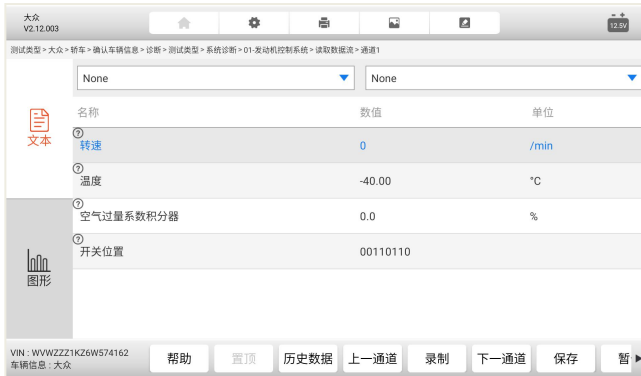 大众
V2.12.003
12.5V
测试类型 > 大众 > 轿车 > 确认车辆信息 > 诊断 > 测试类型 > 系统诊断 > 01-发动机控制系统 > 读取数据流 > 通道1
None
None
名称 数值 单位
文本
转速 0 /min
温度 -40.00 °C
空气过量系数积分器 0.0 %
开关位置 00110110
图形
VIN : WVWZZZ1KZ6W574162
车辆信息 : 大众
帮助 置顶 历史数据 上一通道 录制 下一通道 保存 暂